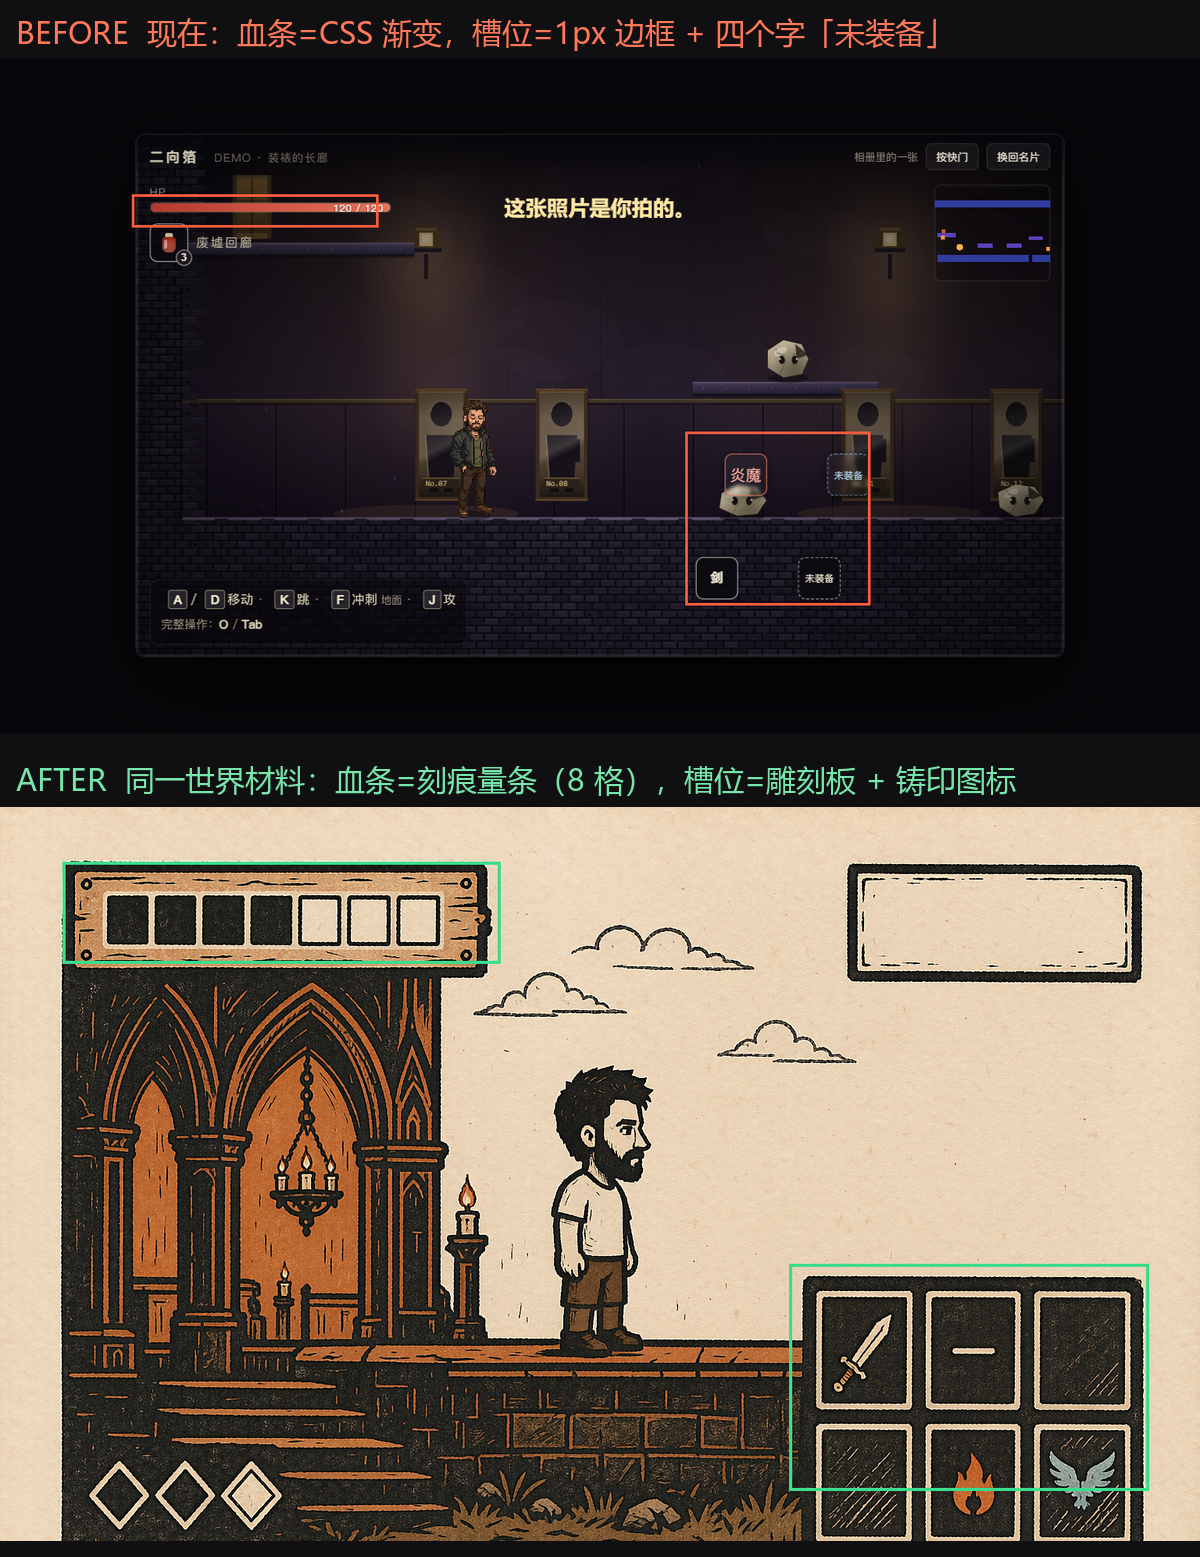 BEFORE 现在：血条=CSS 渐变，槽位=1px 边框 + 四个字「未装备」
二向箔 DEMO · 装裱的长廊 相册里的一张 按快门 换回名片
HP
120 / 120
这张照片是你拍的。
3 废墟回廊
炎魔 未装备
No.07 No.08 No.12
剑 未装备
A / D 移动 · K 跳 · F 冲刺 地面 · J 攻
完整操作：O / Tab
AFTER 同一世界材料：血条=刻痕量条（8 格），槽位=雕刻板 + 铸印图标